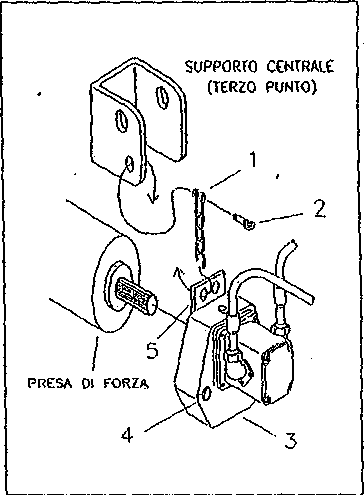 SUPPORTO CENTRALE
(TERZO PUNTO)
1
2
5
PRESA DI FORZA
4
3